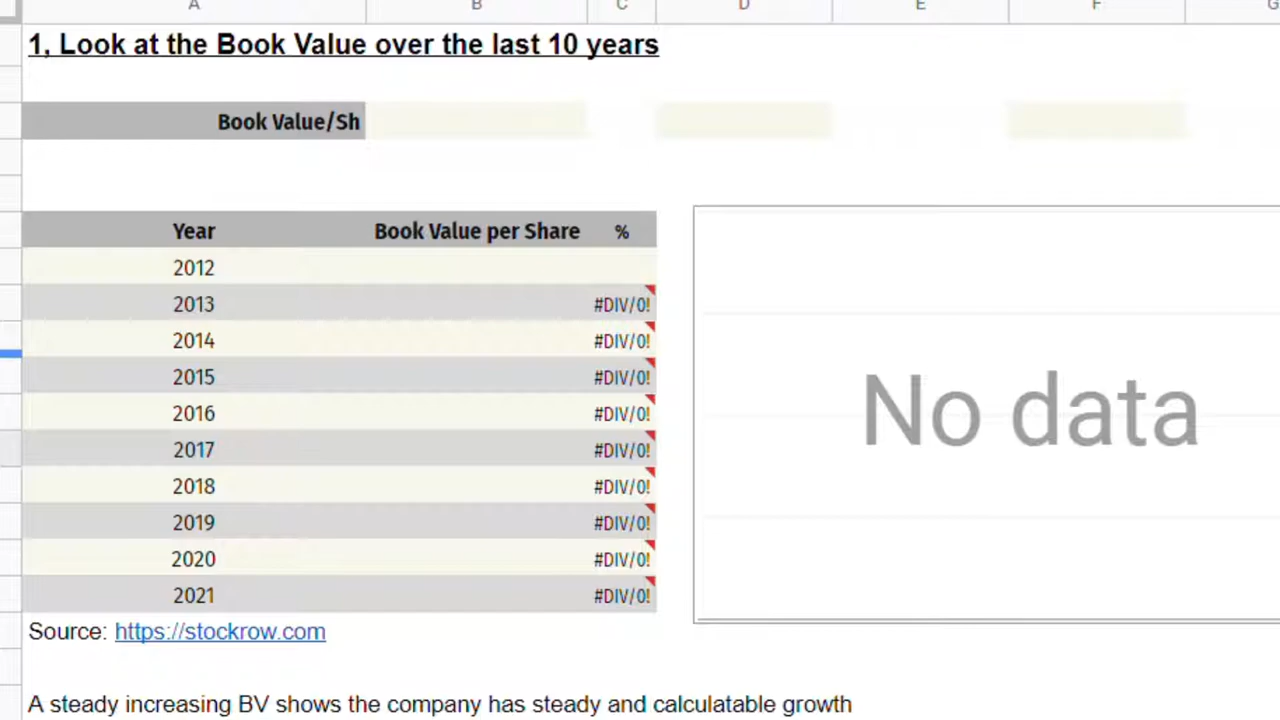 A B C D E F G
1, Look at the Book Value over the last 10 years
Book Value/Sh
Year Book Value per Share %
2012
2013 #DIV/0!
2014 #DIV/0!
2015 #DIV/0!
2016 #DIV/0!
2017 #DIV/0!
2018 #DIV/0!
2019 #DIV/0!
2020 #DIV/0!
2021 #DIV/0!
No data
Source: https://stockrow.com
A steady increasing BV shows the company has steady and calculatable growth